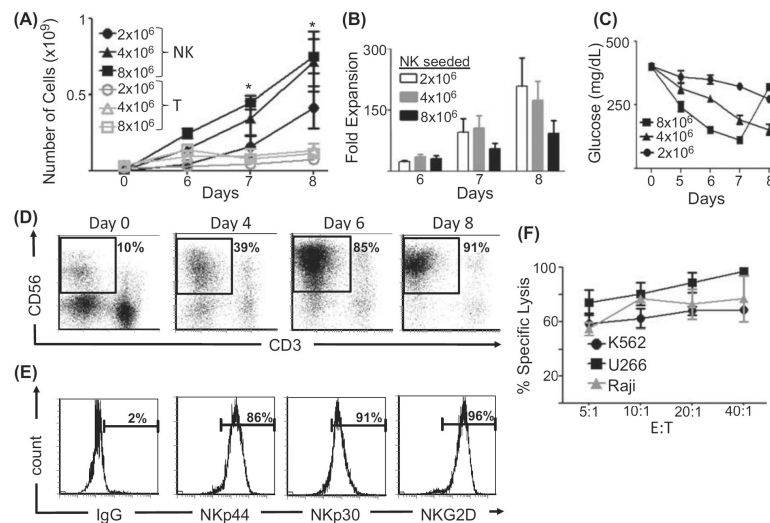 (A)
Number of Cells (x10⁹)
1
0.5
2x10⁶
4x10⁶
NK
8x10⁶
2x10⁶
4x10⁶
T
8x10⁶
*
*
0 6 7 8
Days
(B)
Fold Expansion
300
150
NK seeded
2x10⁶
4x10⁶
8x10⁶
6 7 8
Days
(C)
Glucose (mg/dL)
500
250
8x10⁶
4x10⁶
2x10⁶
0 5 6 7 8
Days
(D)
Day 0 Day 4 Day 6 Day 8
10% 39% 85% 91%
CD56
CD3
(E)
2% 86% 91% 96%
count
IgG NKp44 NKp30 NKG2D
(F)
% Specific Lysis
100
60
20
K562
U266
Raji
5:1 10:1 20:1 40:1
E:T